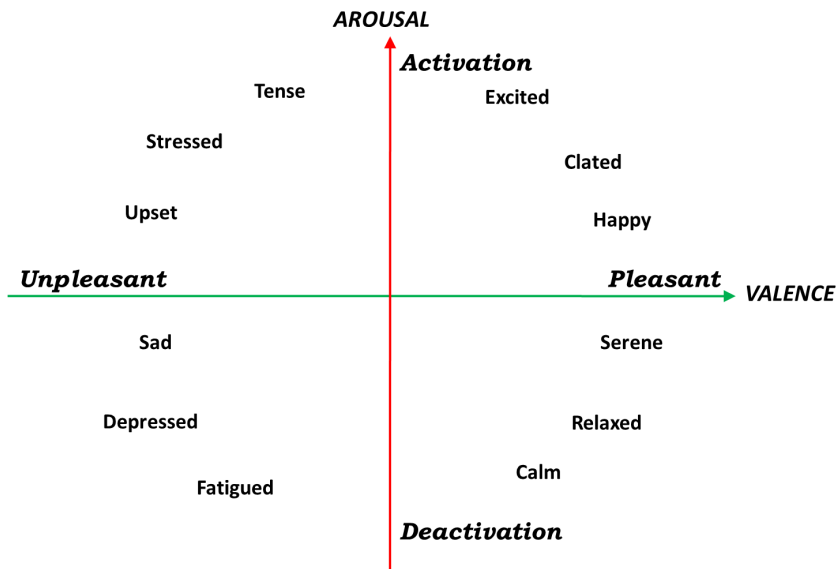 AROUSAL
Activation
Tense
Excited
Stressed
Clated
Upset
Happy
Unpleasant
Pleasant
VALENCE
Sad
Serene
Depressed
Relaxed
Calm
Fatigued
Deactivation